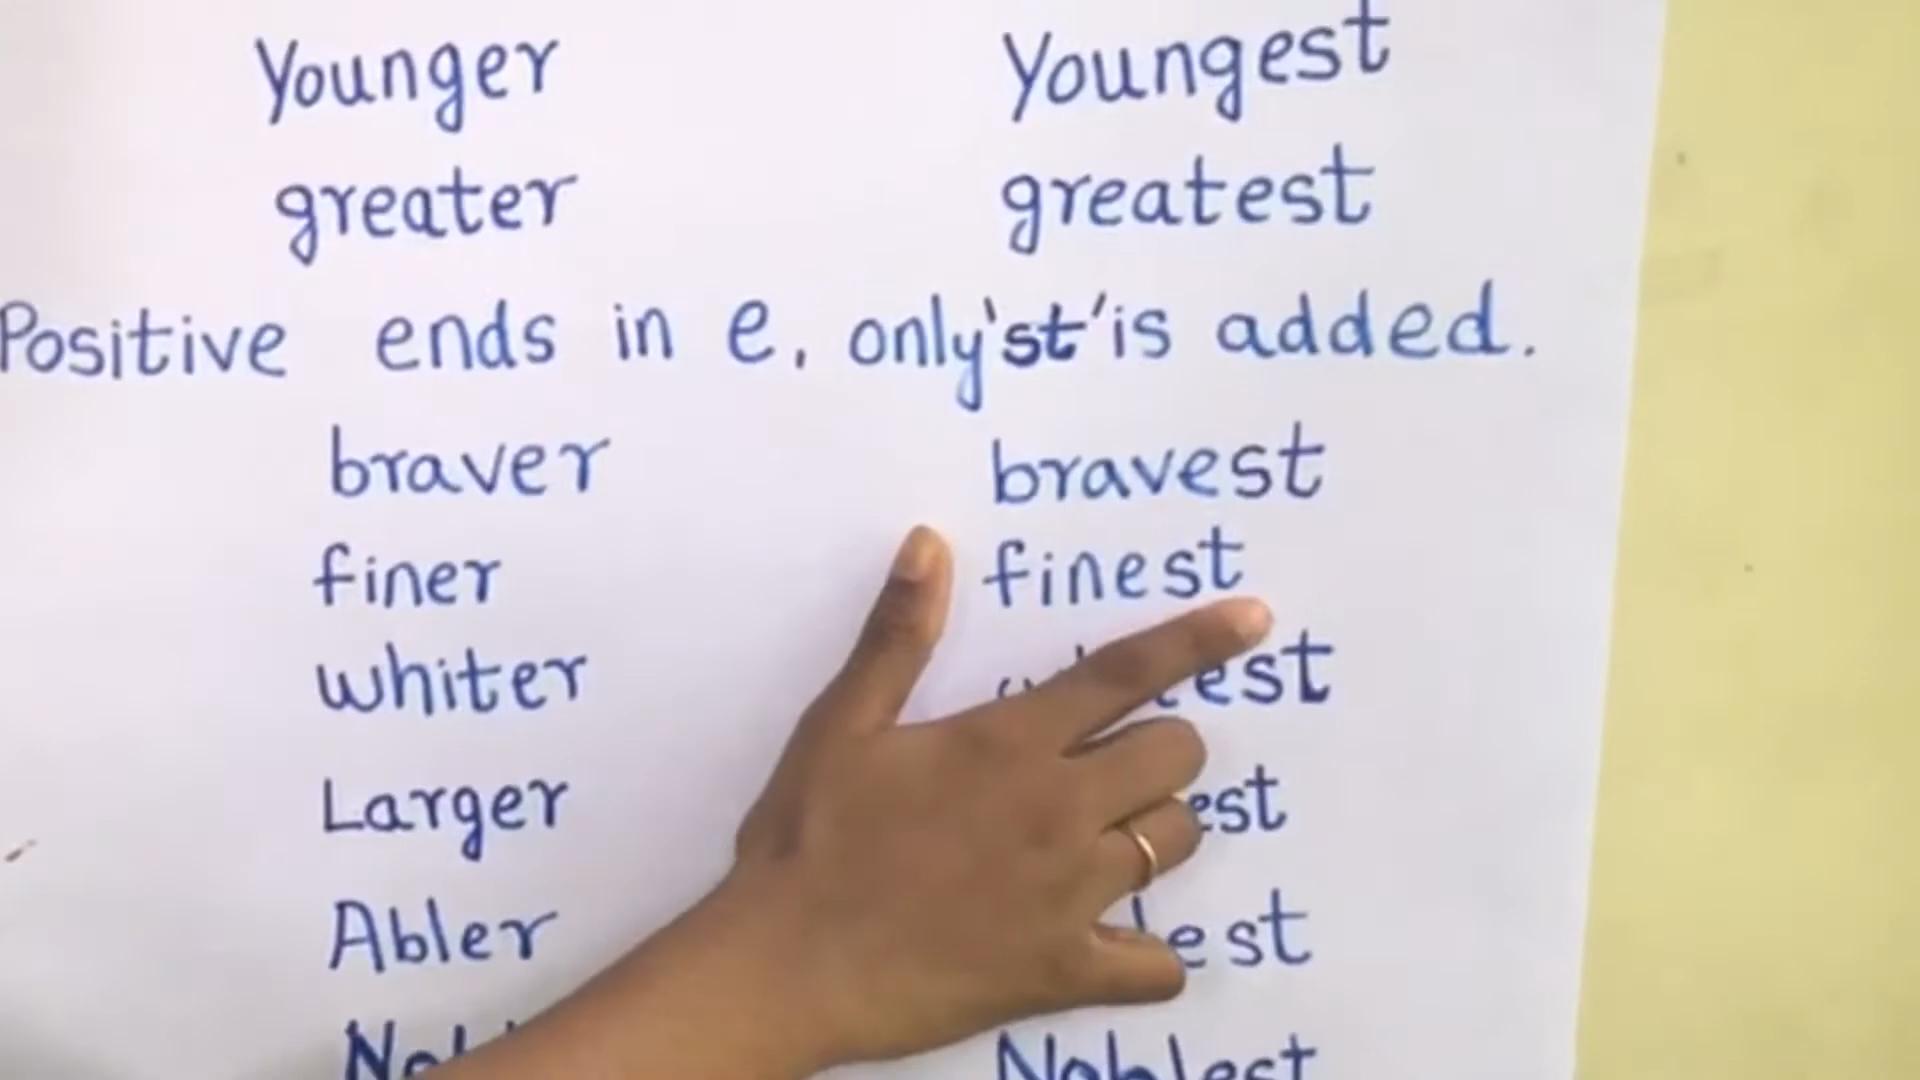 Younger Youngest
greater greatest
Positive ends in e, only 'st' is added.
braver bravest
finer finest
whiter
Larger
Abler
Noblest